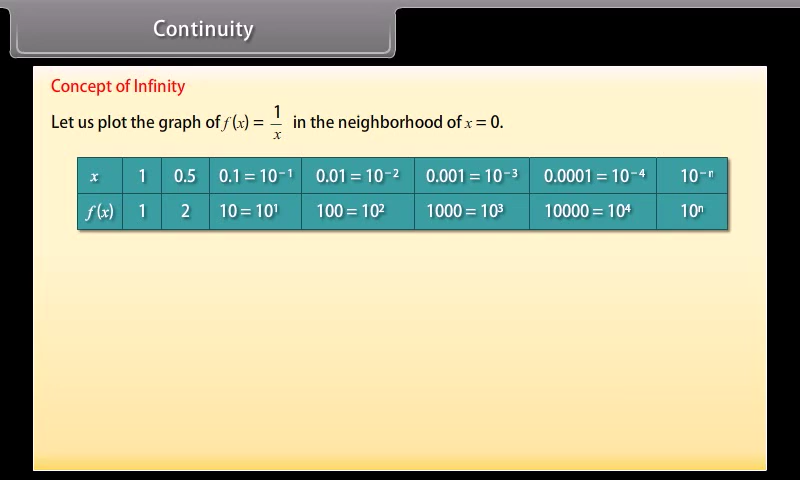 Continuity
Concept of Infinity
Let us plot the graph of f (x) = 1/x in the neighborhood of x = 0.
x 1 0.5 0.1 = 10⁻¹ 0.01 = 10⁻² 0.001 = 10⁻³ 0.0001 = 10⁻⁴ 10⁻ⁿ
f (x) 1 2 10 = 10¹ 100 = 10² 1000 = 10³ 10000 = 10⁴ 10ⁿ